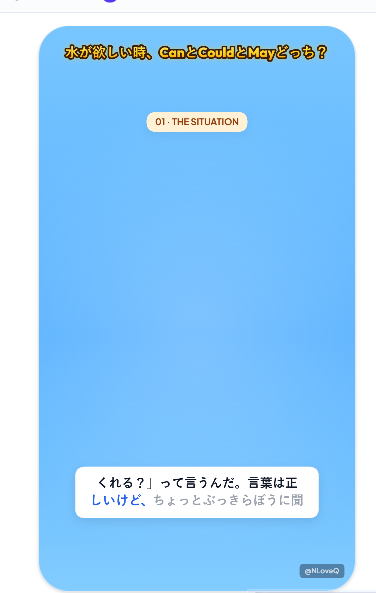 水が欲しい時、CanとCouldとMayどっち？
01 · THE SITUATION
くれる？」って言うんだ。言葉は正
しいけど、ちょっとぶっきらぼうに聞
@NLoveQ